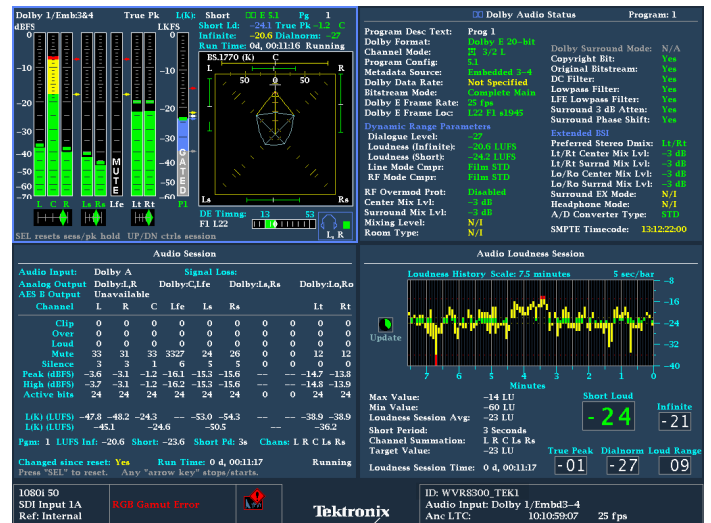 Dolby 1/Emb:3&4 True Pk L(K): Short E 5.1 Pg 1
dBFS LKFS Short Ld: -24.1 True Pk -1.2 C
Infinite: -20.6 Dialnorm: -27
Run Time: 0d, 00:11:16 Running
BS.1770 (K) C
L R
50 50
Ls Rs
0 0 0
-5 -5
-10 -10
-15 -15
-20 -20
-30 -30
-40 -40
-50 -50
-60
MUTE
GATED
L C R Ls Rs Lfe Lt Rt P1
DE Timng: 13 53
F1 L22
L, R
SEL resets sess/pk hold UP/DN ctrls session
Dolby Audio Status Program: 1
Program Desc Text: Prog 1
Dolby Format: Dolby E 20-bit
Channel Mode: 3/2 L
Program Config: 5.1
Metadata Source: Embedded 3-4
Dolby Data Rate: Not Specified
Bitstream Mode: Complete Main
Dolby E Frame Rate: 25 fps
Dolby E Frame Loc: L22 F1 s1945
Dynamic Range Parameters
Dialogue Level: -27
Loudness (Infinite): -20.6 LUFS
Loudness (Short): -24.2 LUFS
Line Mode Cmpr: Film STD
RF Mode Cmpr: Film STD
RF Overmod Prot: Disabled
Center Mix Lvl: -3 dB
Surround Mix Lvl: -3 dB
Mixing Level: N/I
Room Type: N/I
Dolby Surround Mode: N/A
Copyright Bit: Yes
Original Bitstream: Yes
DC Filter: Yes
Lowpass Filter: Yes
LFE Lowpass Filter: Yes
Surround 3 dB Atten: Yes
Surround Phase Shift: Yes
Extended BSI
Preferred Stereo Dmix: Lt/Rt
Lt/Rt Center Mix Lvl: -3 dB
Lt/Rt Surrnd Mix Lvl: -3 dB
Lo/Ro Center Mix Lvl: -3 dB
Lo/Ro Surrnd Mix Lvl: -3 dB
Surround EX Mode: N/I
Headphone Mode: N/I
A/D Converter Type: STD
SMPTE Timecode: 13:12:22:00
Audio Session
Audio Input: Dolby A Signal Loss:
Analog Output Dolby:L,R Dolby:C,Lfe Dolby:Ls,Rs Dolby:Lo,Ro
AES B Output Unavailable
Channel L R C Lfe Ls Rs Lt Rt
Clip 0 0 0 0 0 0 0 0 0 0
Over 0 0 0 0 0 0 0 0 0 0
Loud 0 0 0 0 0 0 0 0 0 0
Mute 33 31 33 3327 24 26 0 0 12 12
Silence 3 3 1 6 5 5 0 0 0 0
Peak (dBFS) -3.6 -3.1 -1.2 -16.1 -15.3 -15.6 -- -- -14.7 -13.8
High (dBFS) -3.7 -3.1 -1.2 -16.2 -15.3 -15.6 -- -- -14.8 -13.9
Active bits 24 24 24 24 24 24 0 0 24 24
L(K) (LUFS) -47.8 -48.2 -24.3 -- -53.0 -54.3 -- -- -38.9 -38.9
L(K) (LUFS) -45.1 -24.6 -50.5 -- -36.2
Pgm: 1 LUFS Inf: -20.6 Short: -23.6 Short Pd: 3s Chans: L R C Ls Rs
Changed since reset: Yes Run Time: 0 d, 00:11:17 Running
Press "SEL" to reset. Any "arrow key" stops/starts.
Audio Loudness Session
Loudness History Scale: 7.5 minutes 5 sec/bar
-8
-16
-24
-32
-40
Update
7 6 5 4 3 2 1 0
Minutes
Max Value: -14 LU
Min Value: -60 LU
Loudness Session Avg: -23 LU
Short Period: 3 Seconds
Channel Summation: L R C Ls Rs
Target Value: -23 LU
Loudness Session Time: 0 d, 00:11:17
Short Loud
-24
Infinite
-21
True Peak Dialnorm Loud Range
-01 -27 09
1080i 50
SDI Input 1A
Ref: Internal
RGB Gamut Error
Tektronix
ID: WVR8300_TEK1
Audio Input: Dolby 1/Embd3-4
Anc LTC: 10:10:59:07 25 fps